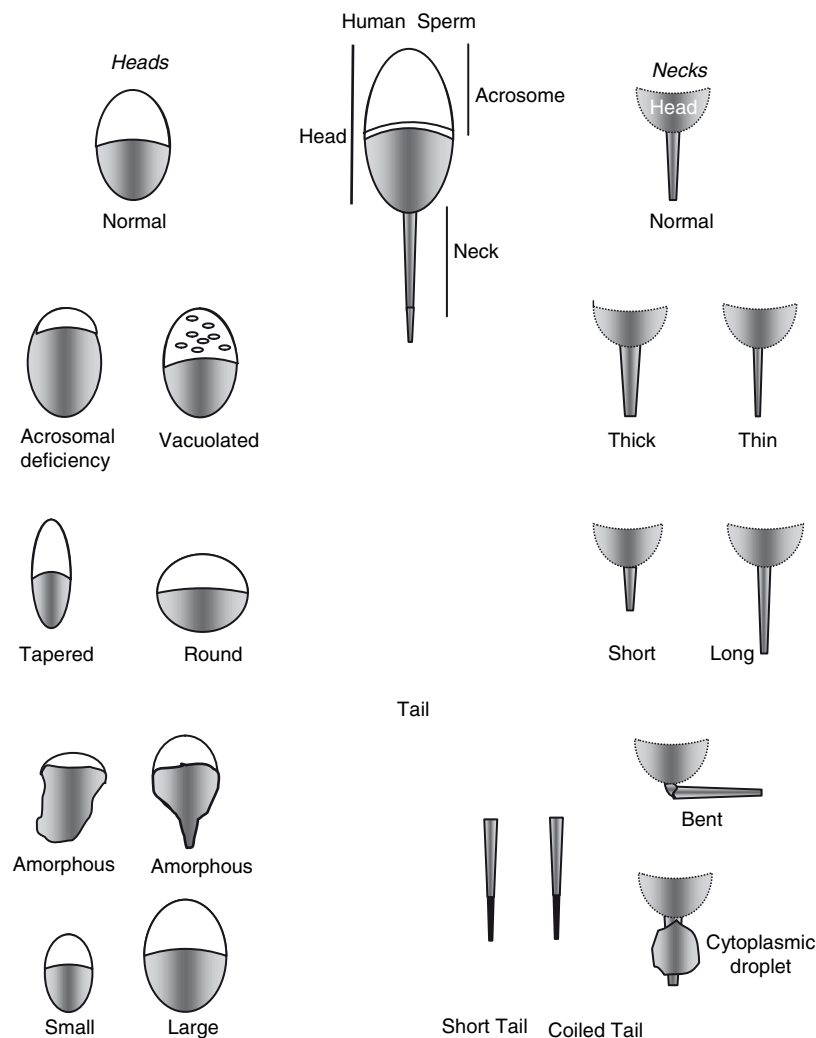 Human Sperm
Heads
Necks
Acrosome
Head
Head
Normal
Normal
Neck
Acrosomal
deficiency
Vacuolated
Thick
Thin
Tapered
Round
Short
Long
Tail
Bent
Amorphous
Amorphous
Cytoplasmic
droplet
Small
Large
Short Tail
Coiled Tail